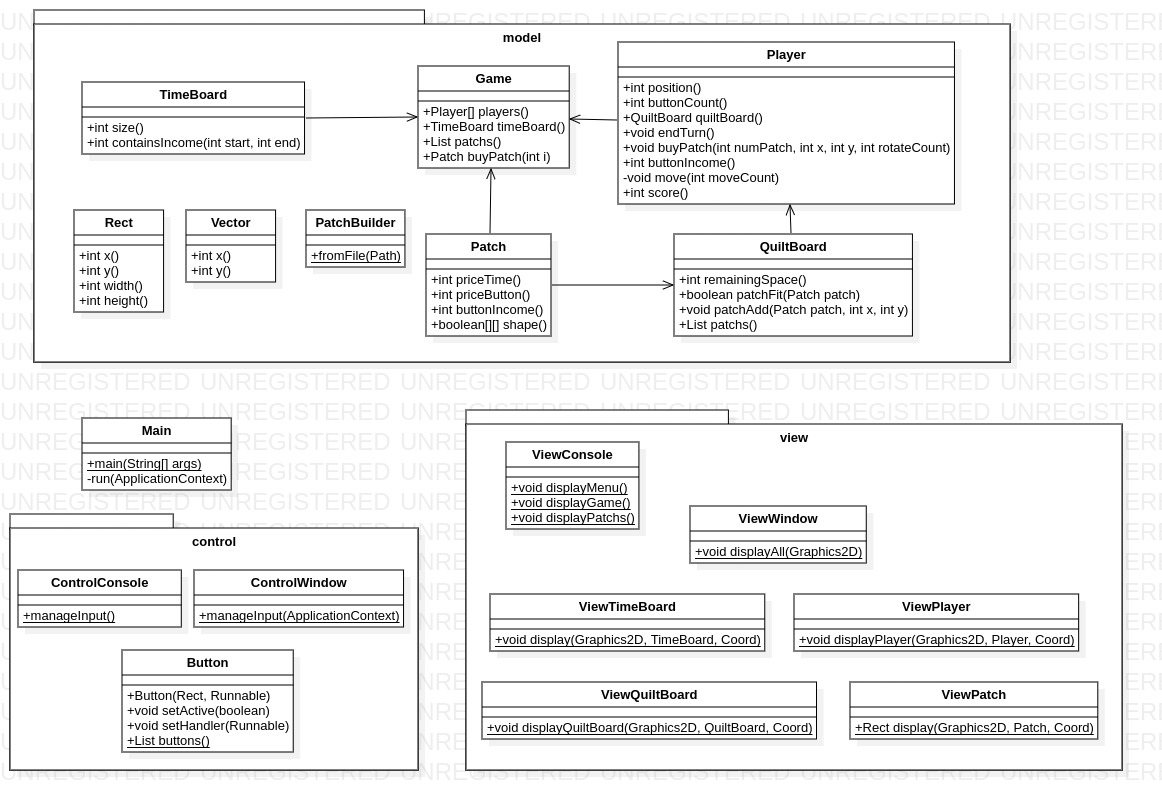 model
TimeBoard
+int size()
+int containsIncome(int start, int end)
Game
+Player[] players()
+TimeBoard timeBoard()
+List patchs()
+Patch buyPatch(int i)
Player
+int position()
+int buttonCount()
+QuiltBoard quiltBoard()
+void endTurn()
+void buyPatch(int numPatch, int x, int y, int rotateCount)
+int buttonIncome()
-void move(int moveCount)
+int score()
Rect
+int x()
+int y()
+int width()
+int height()
Vector
+int x()
+int y()
PatchBuilder
+fromFile(Path)
Patch
+int priceTime()
+int priceButton()
+int buttonIncome()
+boolean[][] shape()
QuiltBoard
+int remainingSpace()
+boolean patchFit(Patch patch)
+void patchAdd(Patch patch, int x, int y)
+List patchs()
UNREGISTERED UNREGISTERED UNREGISTERED UNREGISTERED UNREGISTERED UNREGISTERI
Main
+main(String[] args)
-run(ApplicationContext)
control
ControlConsole
+manageInput()
ControlWindow
+manageInput(ApplicationContext)
Button
+Button(Rect, Runnable)
+void setActive(boolean)
+void setHandler(Runnable)
+List buttons()
view
ViewConsole
+void displayMenu()
+void displayGame()
+void displayPatchs()
ViewWindow
+void displayAll(Graphics2D)
ViewTimeBoard
+void display(Graphics2D, TimeBoard, Coord)
ViewPlayer
+void displayPlayer(Graphics2D, Player, Coord)
ViewQuiltBoard
+void displayQuiltBoard(Graphics2D, QuiltBoard, Coord)
ViewPatch
+Rect display(Graphics2D, Patch, Coord)